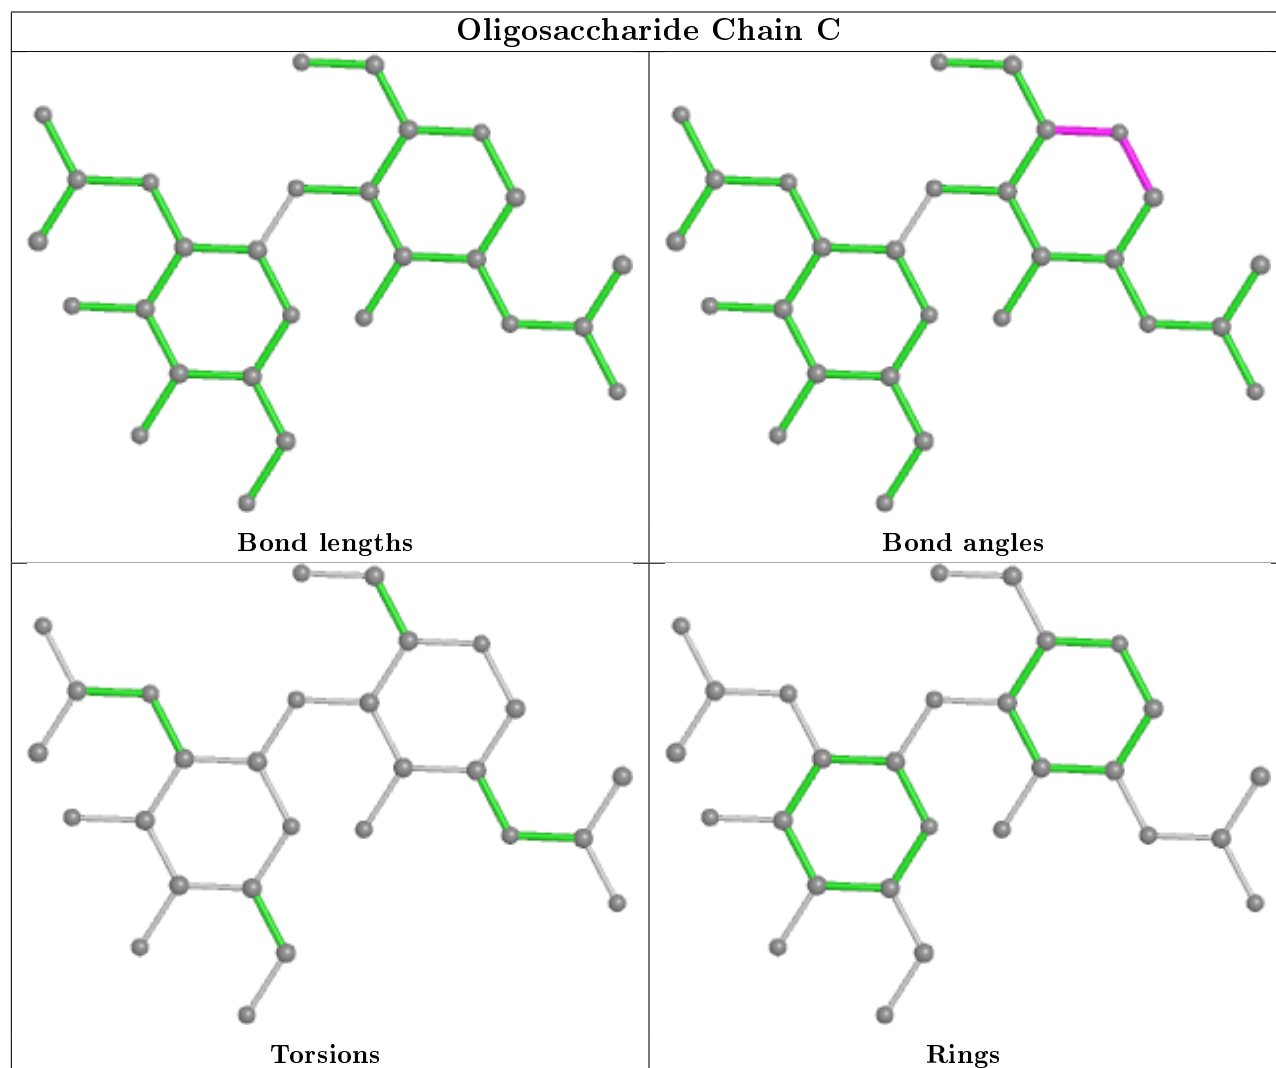 Oligosaccharide Chain C
Bond lengths
Bond angles
Torsions
Rings